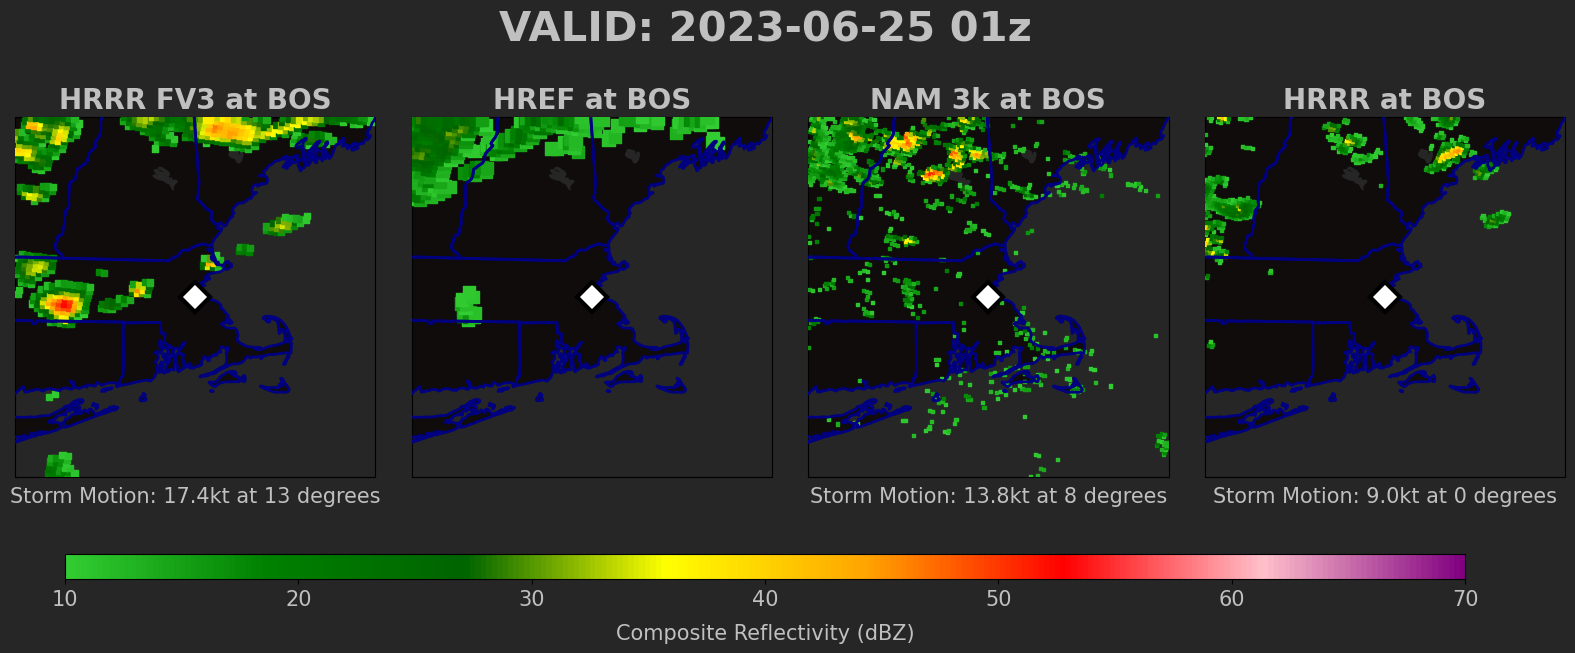 VALID: 2023-06-25 01z
HRRR FV3 at BOS
HREF at BOS
NAM 3k at BOS
HRRR at BOS
Storm Motion: 17.4kt at 13 degrees
Storm Motion: 13.8kt at 8 degrees
Storm Motion: 9.0kt at 0 degrees
10 20 30 40 50 60 70
Composite Reflectivity (dBZ)